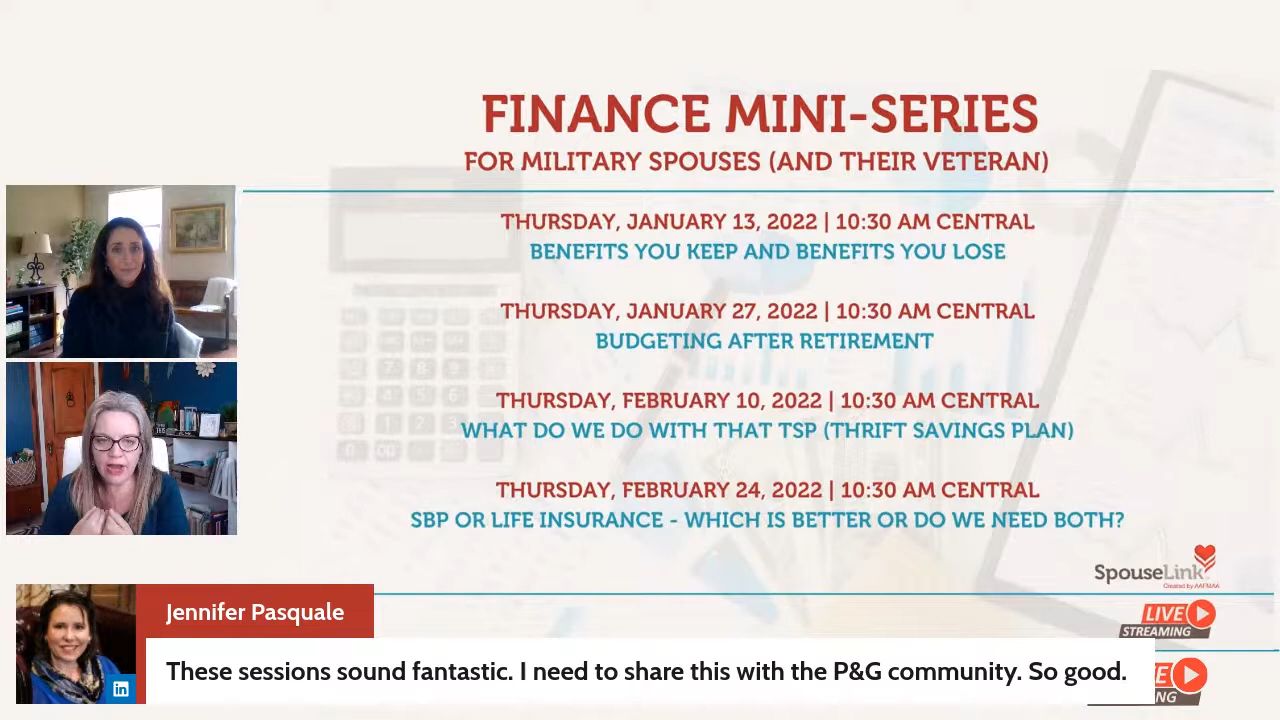 FINANCE MINI-SERIES
FOR MILITARY SPOUSES (AND THEIR VETERAN)
THURSDAY, JANUARY 13, 2022 | 10:30 AM CENTRAL
BENEFITS YOU KEEP AND BENEFITS YOU LOSE
THURSDAY, JANUARY 27, 2022 | 10:30 AM CENTRAL
BUDGETING AFTER RETIREMENT
THURSDAY, FEBRUARY 10, 2022 | 10:30 AM CENTRAL
WHAT DO WE DO WITH THAT TSP (THRIFT SAVINGS PLAN)
THURSDAY, FEBRUARY 24, 2022 | 10:30 AM CENTRAL
SBP OR LIFE INSURANCE - WHICH IS BETTER OR DO WE NEED BOTH?
SpouseLink
Created by AAFMAA
LIVE
STREAMING
Jennifer Pasquale
in
These sessions sound fantastic. I need to share this with the P&G community. So good.